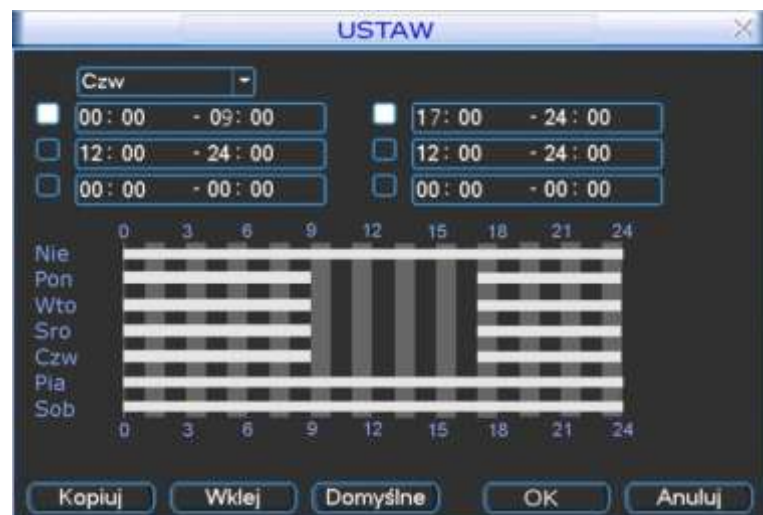 USTAW
Czw
00: 00 - 09: 00 17: 00 - 24: 00
12: 00 - 24: 00 12: 00 - 24: 00
00: 00 - 00: 00 00: 00 - 00: 00
0 3 6 9 12 15 18 21 24
Nie
Pon
Wto
Sro
Czw
Pia
Sob
0 3 6 9 12 15 18 21 24
Kopiuj Wklej Domyślne OK Anuluj